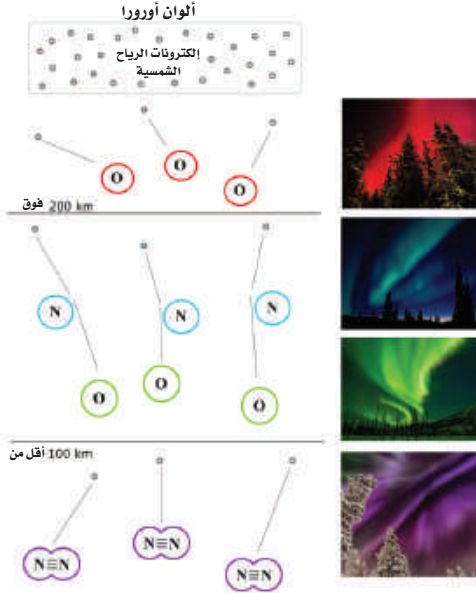 ألوان أورورا
إلكترونات الرياح
الشمسية
O
O
O
فوق 200 km
N
N
N
O
O
O
أقل من 100 km
N≡N
N≡N
N≡N